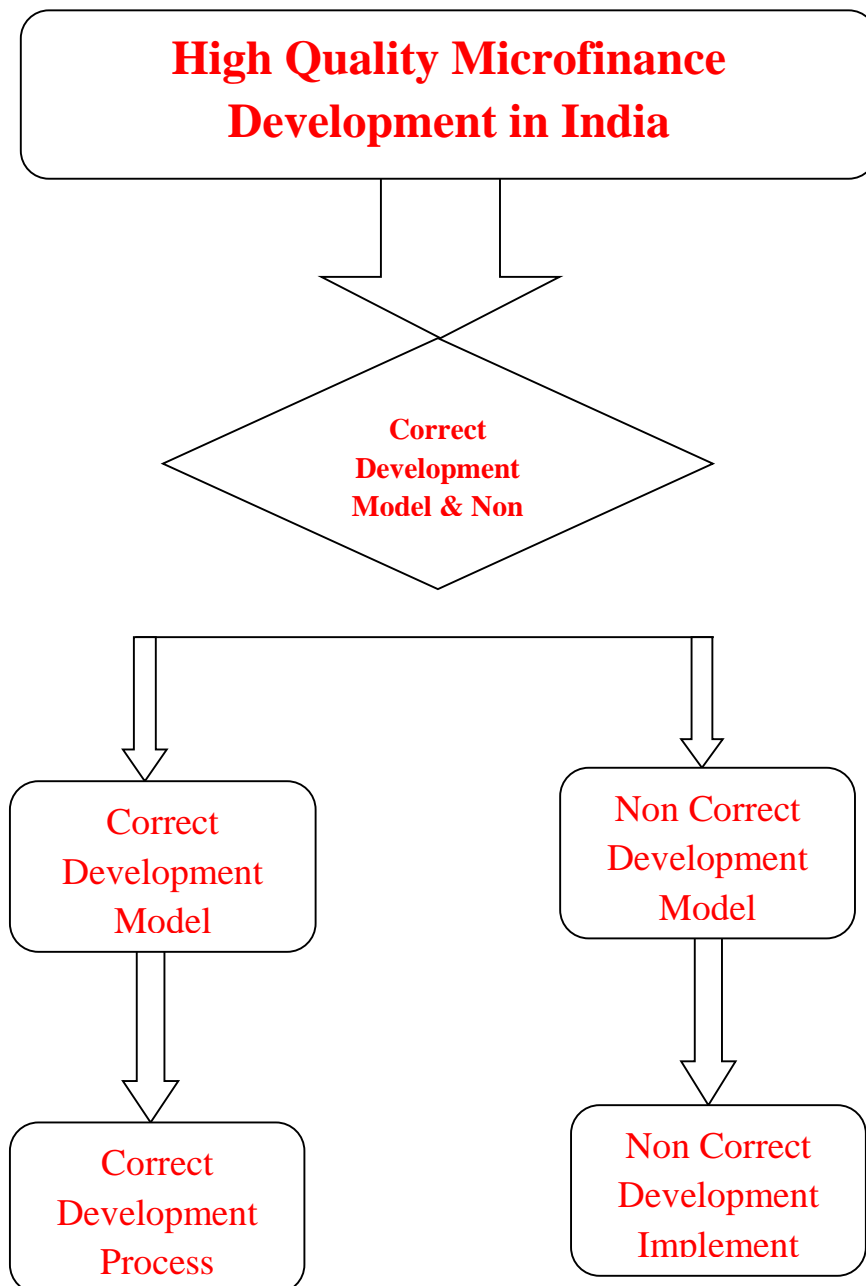 High Quality Microfinance
Development in India
Correct
Development
Model & Non
Correct
Development
Model
Non Correct
Development
Model
Correct
Development
Process
Non Correct
Development
Implement